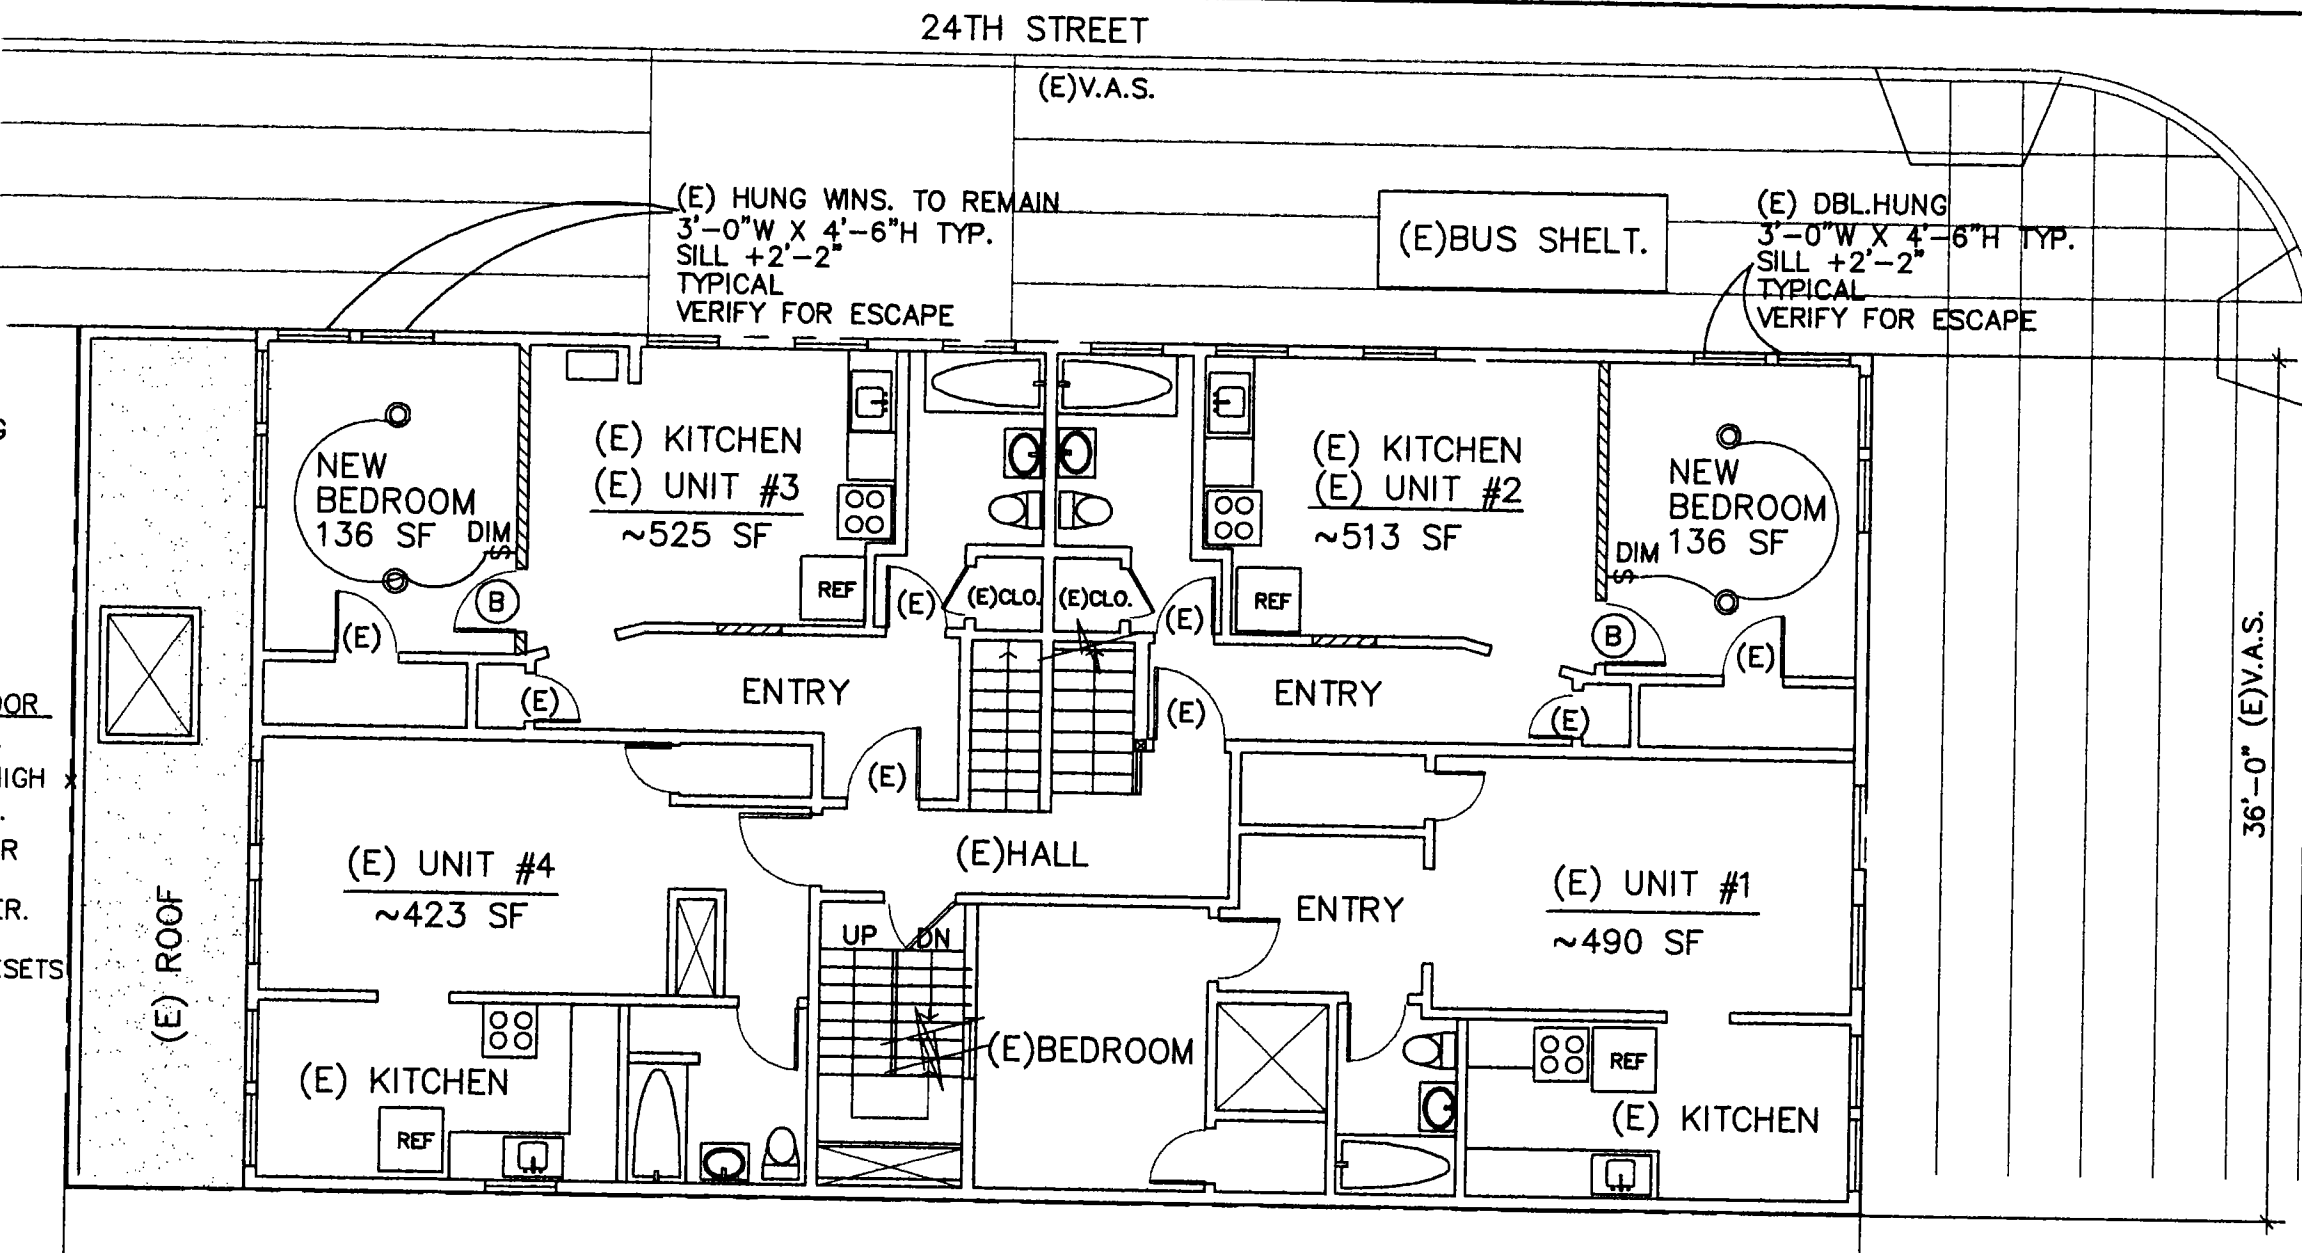 24TH STREET
(E)V.A.S.
(E) HUNG WINS. TO REMAIN
3'-0"W X 4'-6"H TYP.
SILL +2'-2"
TYPICAL
VERIFY FOR ESCAPE
(E)BUS SHELT.
(E) DBL.HUNG
3'-0"W X 4'-6"H TYP.
SILL +2'-2"
TYPICAL
VERIFY FOR ESCAPE
G
NEW
BEDROOM
136 SF
DIM
S
B
(E)
(E) KITCHEN
(E) UNIT #3
~525 SF
REF
(E)
(E)CLO.
(E)CLO.
(E)
(E) KITCHEN
(E) UNIT #2
~513 SF
REF
NEW
BEDROOM
136 SF
DIM
S
B
(E)
(E)
ENTRY
(E)
ENTRY
(E)
(E)
36'-0" (E)V.A.S.
OOR
HIGH
R
ER.
ESETS
(E) ROOF
(E) UNIT #4
~423 SF
(E)HALL
ENTRY
(E) UNIT #1
~490 SF
UP
DN
(E) KITCHEN
REF
(E)BEDROOM
REF
(E) KITCHEN